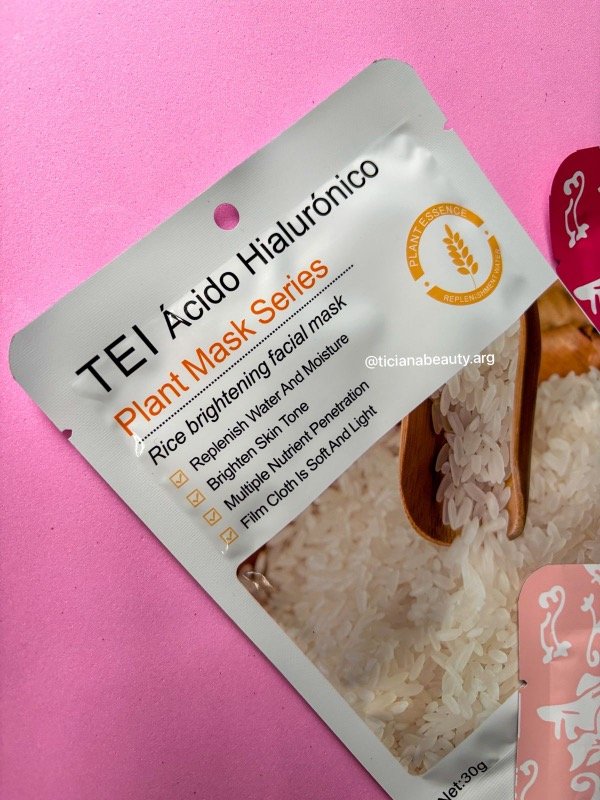 TEI Ácido Hialurónico
Plant Mask Series
Rice brightening facial mask
Replenish Water And Moisture
Brighten Skin Tone
Multiple Nutrient Penetration
Film Cloth Is Soft And Light
PLANT ESSENCE
REPLENISHMENT WATER
@ticianabeauty.arg
Net:30g